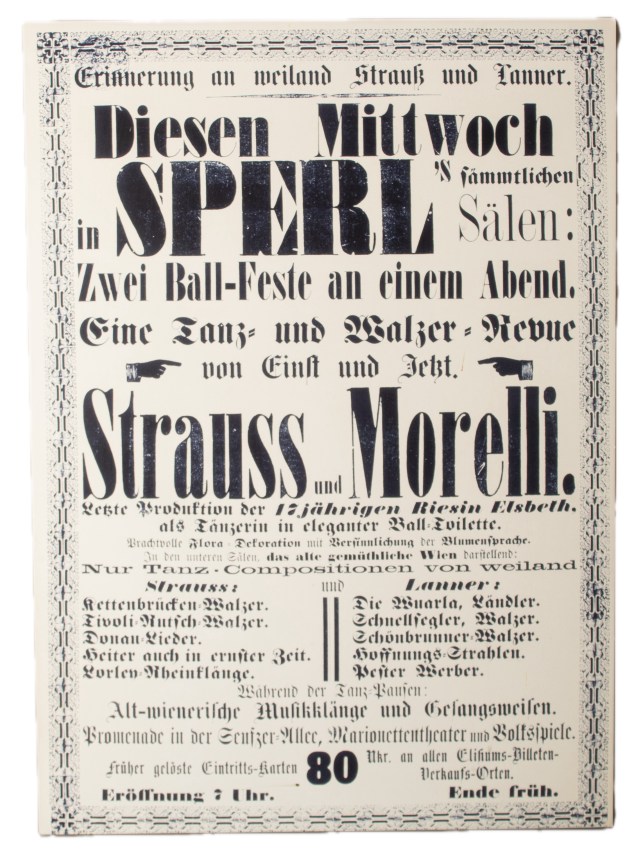 Erinnerung an weiland Strauß und Lanner.
Diesen Mittwoch
in SPERL'S sämmtlichen Sälen:
Zwei Ball-Feste an einem Abend.
Eine Tanz- und Walzer-Revue
von Einst und Jetzt.
Strauss und Morelli.
Letzte Produktion der 17jährigen Riesin Elsbeth,
als Tänzerin in eleganter Ball-Toilette.
Prachtvolle Flora-Dekoration mit Versinnlichung der Blumensprache.
In den unteren Sälen, das alte gemüthliche Wien darstellend:
Nur Tanz-Compositionen von weiland
Strauss: und Lanner:
Kettenbrücken-Walzer. Die Wuarla, Ländler.
Tivoli-Rutsch-Walzer. Schnellsegler, Walzer.
Donau-Lieder. Schönbrunner-Walzer.
Heiter auch in ernster Zeit. Hoffnungs-Strahlen.
Lorley-Rheinklänge. Pester Werber.
Während der Tanz-Pausen:
Alt-wienerische Musikklänge und Gesangsweisen.
Promenade in der Seufzer-Allee, Marionettentheater und Volksspiele.
Früher gelöste Eintritts-Karten 80 Nkr. an allen Elisiums-Billeten-
Verkaufs-Orten.
Eröffnung 7 Uhr. Ende früh.